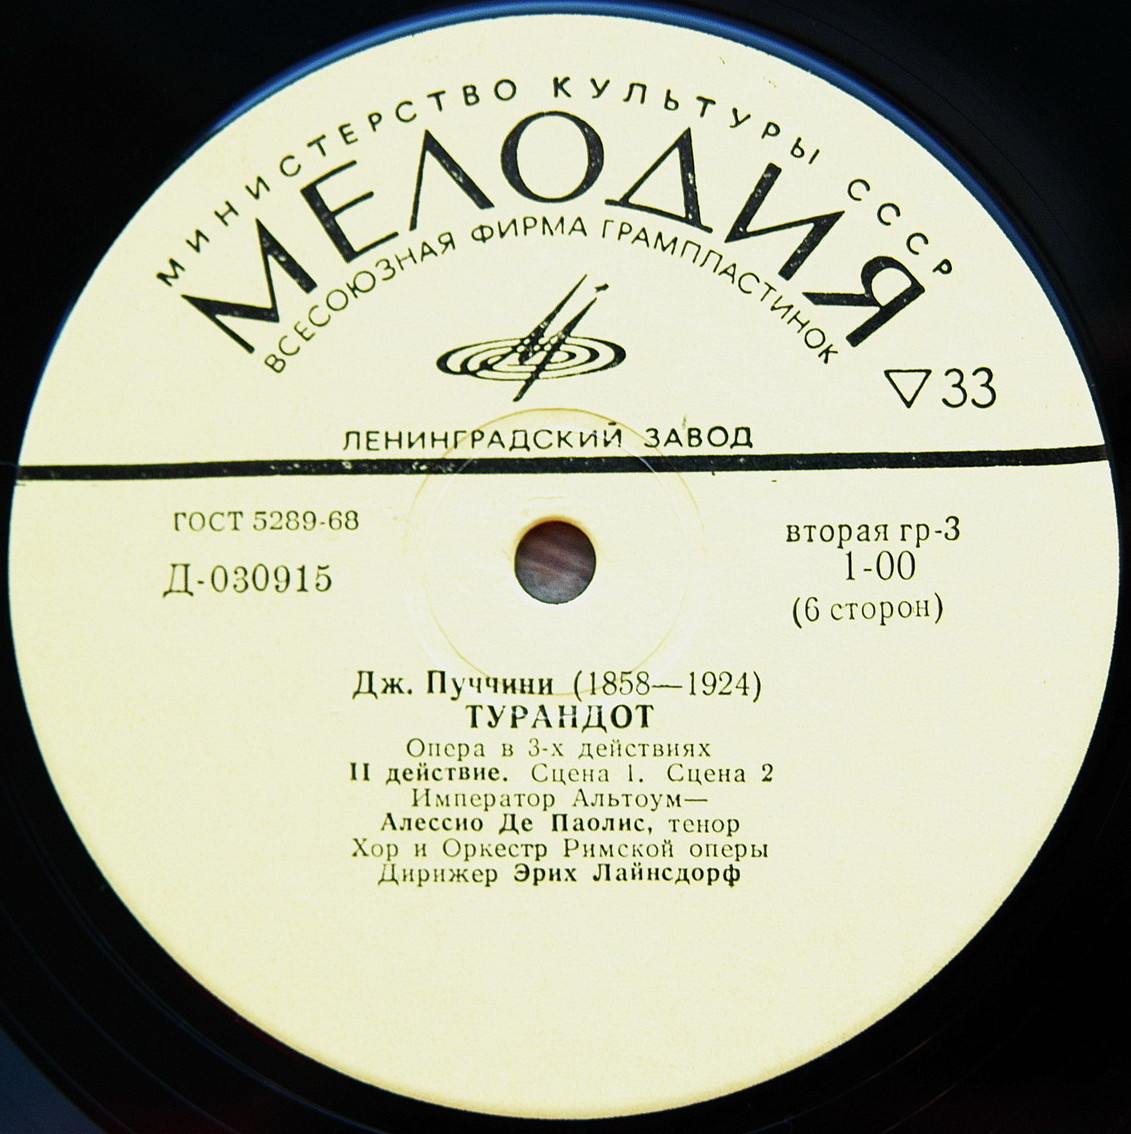 МИНИСТЕРСТВО КУЛЬТУРЫ СССР
МЕЛОДИЯ
ВСЕСОЮЗНАЯ ФИРМА ГРАМПЛАСТИНОК
33
ЛЕНИНГРАДСКИЙ ЗАВОД
ГОСТ 5289-68
Д-030915
вторая гр-3
1-00
(6 сторон)
Дж. Пуччини (1858—1924)
ТУРАНДОТ
Опера в 3-х действиях
II действие. Сцена 1. Сцена 2
Император Альтоум—
Алессио Де Паолис, тенор
Хор и Оркестр Римской оперы
Дирижер Эрих Лайнсдорф